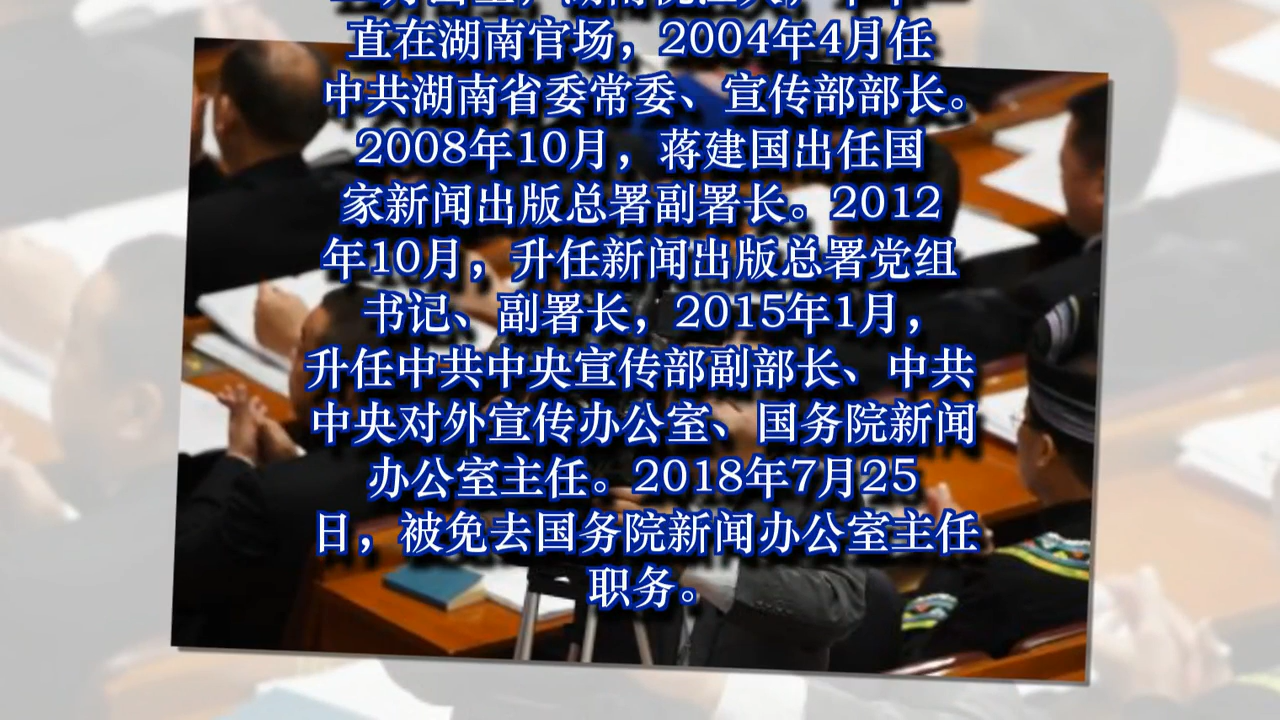 直在湖南官场，2004年4月任
中共湖南省委常委、宣传部部长。
2008年10月，蒋建国出任国
家新闻出版总署副署长。2012
年10月，升任新闻出版总署党组
书记、副署长，2015年1月，
升任中共中央宣传部副部长、中共
中央对外宣传办公室、国务院新闻
办公室主任。2018年7月25
日，被免去国务院新闻办公室主任
职务。